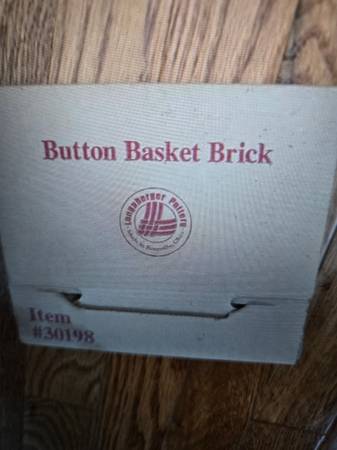 Button Basket Brick
Longaberger Pottery
Item
#30198